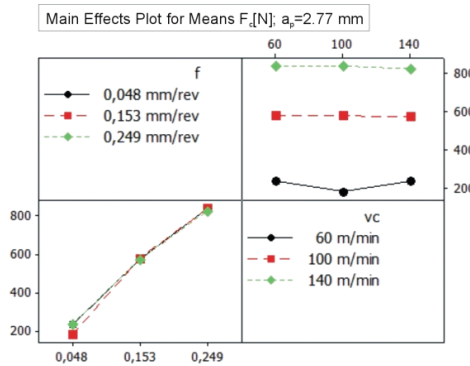 Main Effects Plot for Means Fc[N]; ap=2.77 mm
60 100 140
f
0,048 mm/rev
0,153 mm/rev
0,249 mm/rev
800
600
400
200
800
600
400
200
vc
60 m/min
100 m/min
140 m/min
0,048 0,153 0,249